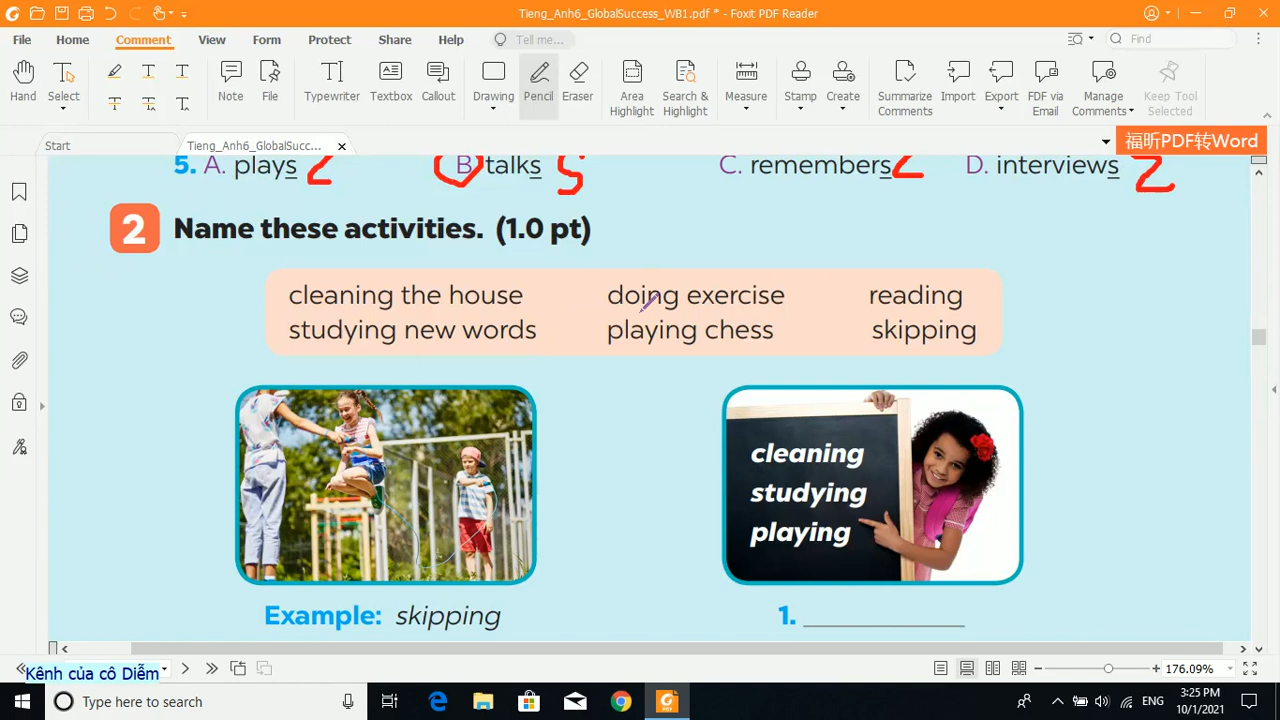 Tieng_Anh6_GlobalSuccess_WB1.pdf * - Foxit PDF Reader
File Home Comment View Form Protect Share Help Tell me... Find
Hand Select Note File Typewriter Textbox Callout Drawing Pencil Eraser Area Highlight Search & Highlight Measure Stamp Create Summarize Comments Import Export FDF via Email Manage Comments Keep Tool Selected
Start Tieng_Anh6_GlobalSucc... 福昕PDF转Word
5. A. plays Z B. talks S C. remembers Z D. interviews Z
2 Name these activities. (1.0 pt)
cleaning the house doing exercise reading
studying new words playing chess skipping
cleaning
studying
playing
Example: skipping 1. ____________
Kênh của cô Diễm 176.09%
Type here to search ENG 3:25 PM
10/1/2021